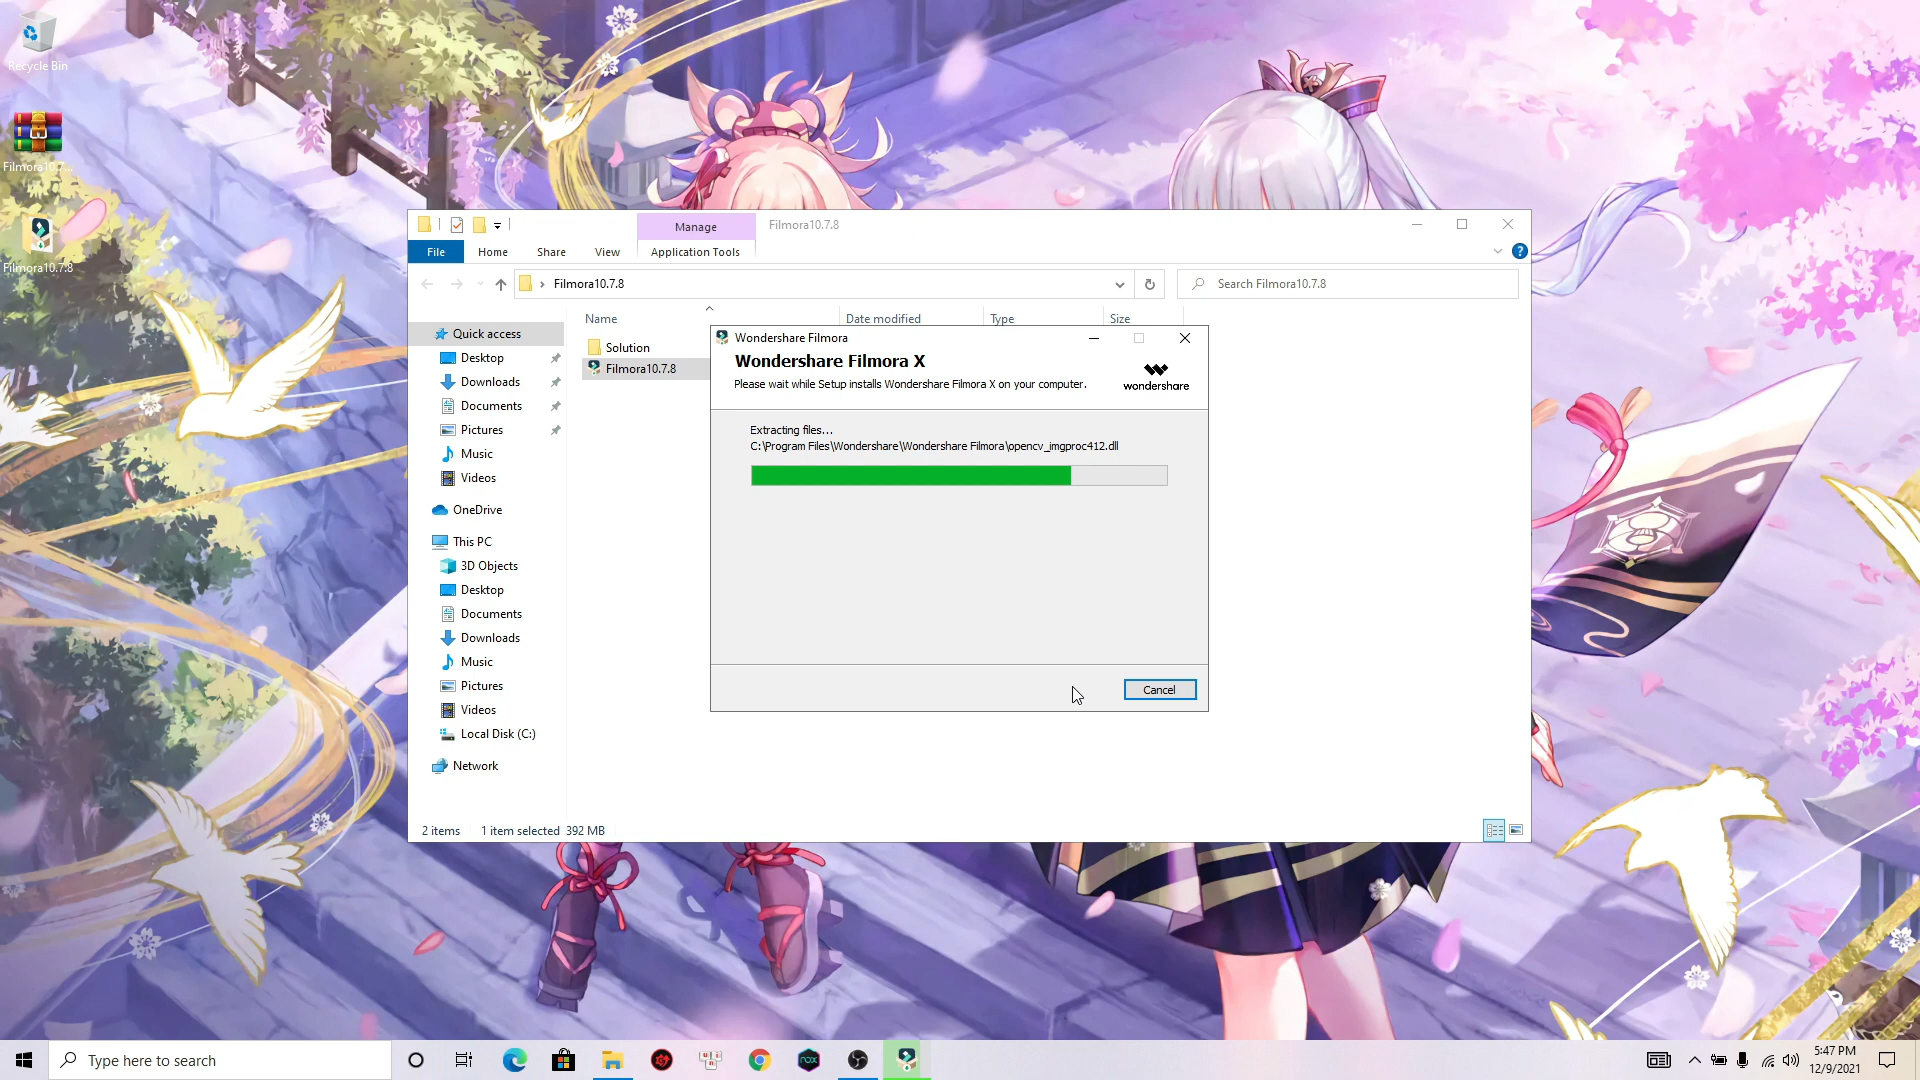 Recycle Bin
Filmora10.7...
Filmora10.7.8
Manage
Filmora10.7.8
File
Home
Share
View
Application Tools
Filmora10.7.8
Search Filmora10.7.8
Name
Date modified
Type
Size
Quick access
Desktop
Downloads
Documents
Pictures
Music
Videos
OneDrive
This PC
3D Objects
Desktop
Documents
Downloads
Music
Pictures
Videos
Local Disk (C:)
Network
Solution
Filmora10.7.8
Wondershare Filmora
Wondershare Filmora X
Please wait while Setup installs Wondershare Filmora X on your computer.
wondershare
Extracting files...
C:\Program Files\Wondershare\Wondershare Filmora\opencv_imgproc412.dll
Cancel
2 items
1 item selected 392 MB
Type here to search
nox
5:47 PM
12/9/2021